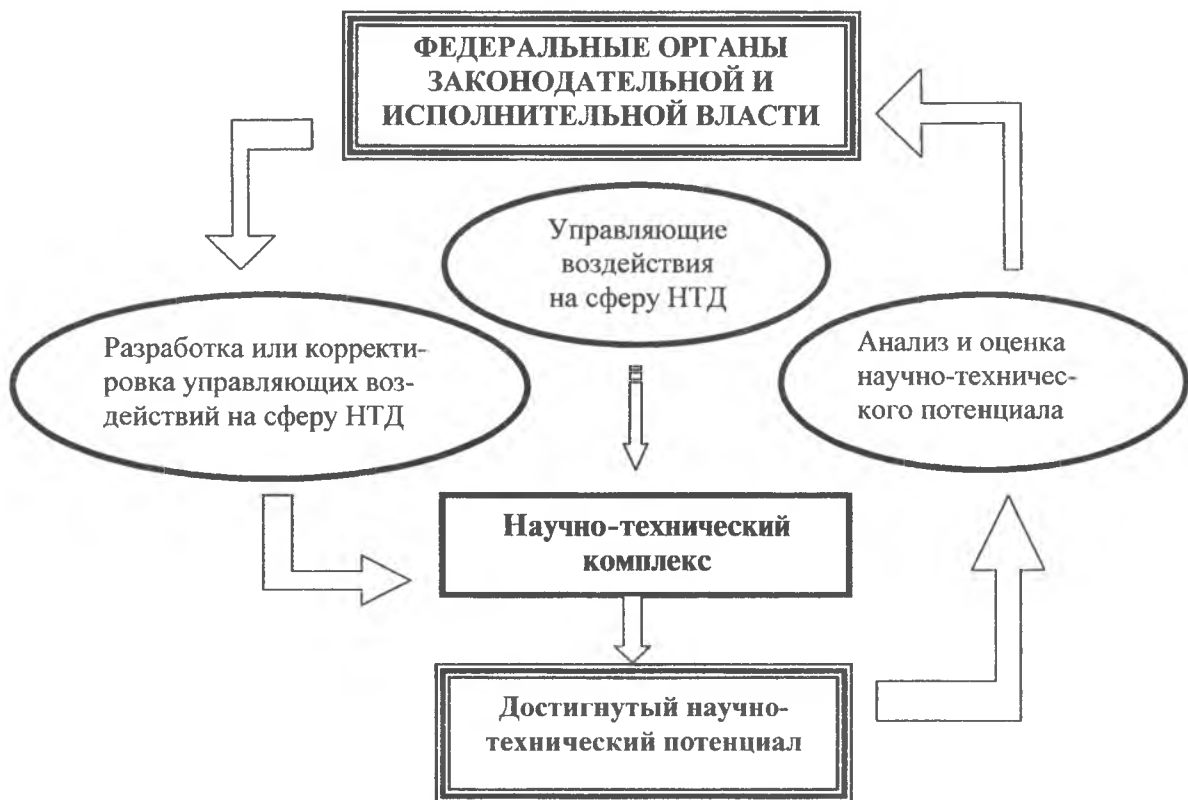 ФЕДЕРАЛЬНЫЕ ОРГАНЫ
ЗАКОНОДАТЕЛЬНОЙ И
ИСПОЛНИТЕЛЬНОЙ ВЛАСТИ
Управляющие
воздействия
на сферу НТД
Разработка или корректи-
ровка управляющих воз-
действий на сферу НТД
Анализ и оценка
научно-техничес-
кого потенциала
Научно-технический
комплекс
Достигнутый научно-
технический потенциал